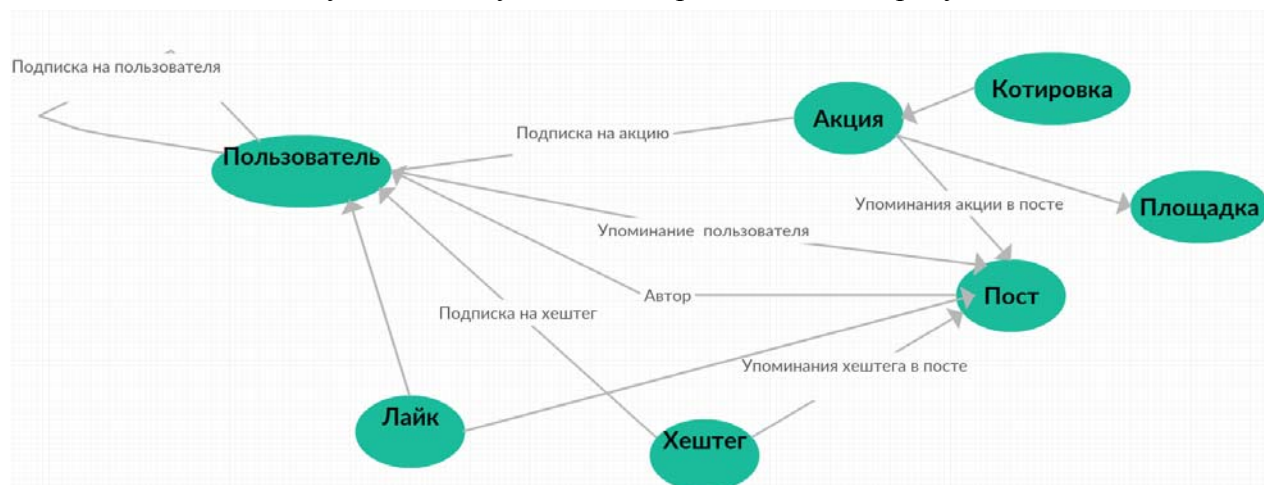 Подписка на пользователя
Котировка
Акция
Подписка на акцию
Пользователь
Упоминания акции в посте
Площадка
Упоминание пользователя
Автор
Пост
Подписка на хештег
Упоминания хештега в посте
Лайк
Хештег